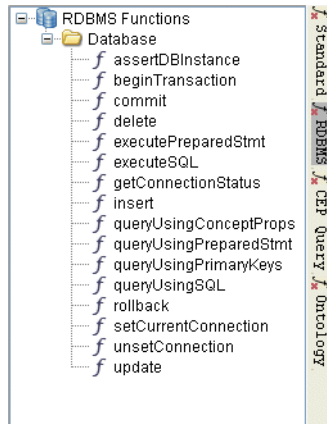 RDBMS Functions
Database
assertDBInstance
beginTransaction
commit
delete
executePreparedStmt
executeSQL
getConnectionStatus
insert
queryUsingConceptProps
queryUsingPreparedStmt
queryUsingPrimaryKeys
queryUsingSQL
rollback
setCurrentConnection
unsetConnection
update
Standard
RDBMS
CEP Query
Ontology